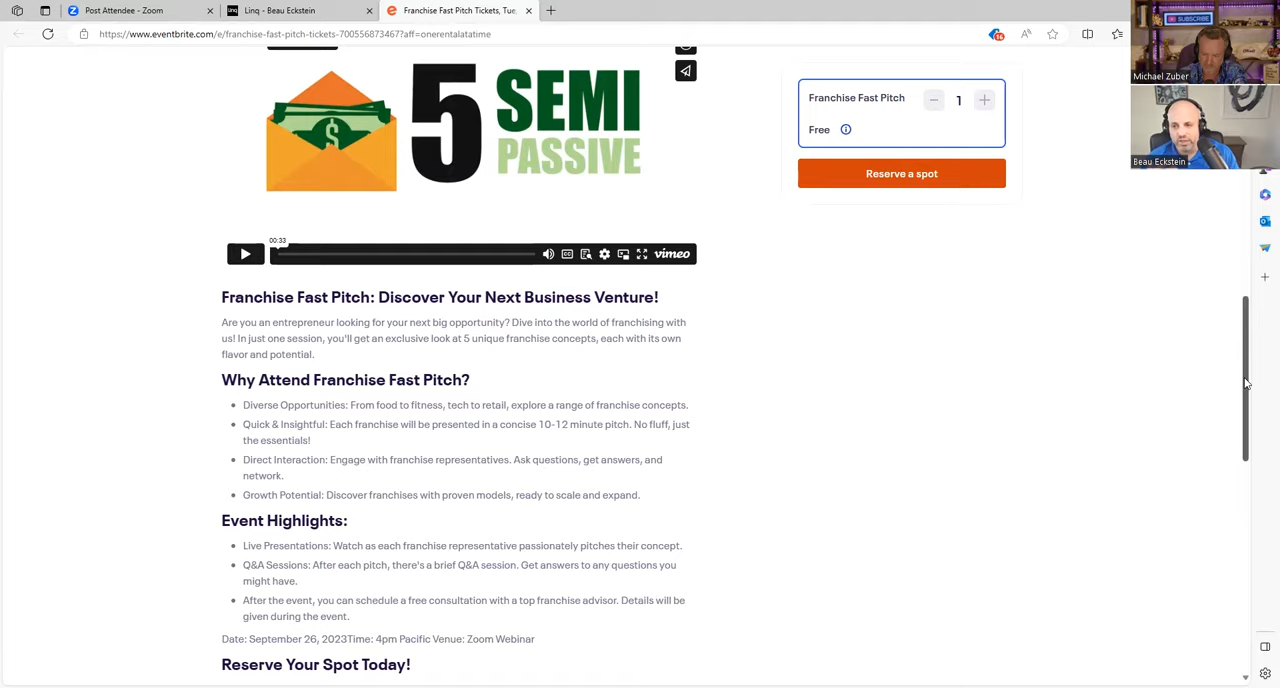 Post Attendee - Zoom
Linq - Beau Eckstein
Franchise Fast Pitch Tickets, Tue,
https://www.eventbrite.com/e/franchise-fast-pitch-tickets-700556873467?aff=onerentalatatime
SUBSCRIBE
Michael Zuber
Beau Eckstein
5 SEMI
PASSIVE
00:33
vimeo
Franchise Fast Pitch
1
Free
Reserve a spot
Franchise Fast Pitch: Discover Your Next Business Venture!
Are you an entrepreneur looking for your next big opportunity? Dive into the world of franchising with
us! In just one session, you'll get an exclusive look at 5 unique franchise concepts, each with its own
flavor and potential.
Why Attend Franchise Fast Pitch?
Diverse Opportunities: From food to fitness, tech to retail, explore a range of franchise concepts.
Quick & Insightful: Each franchise will be presented in a concise 10-12 minute pitch. No fluff, just
the essentials!
Direct Interaction: Engage with franchise representatives. Ask questions, get answers, and
network.
Growth Potential: Discover franchises with proven models, ready to scale and expand.
Event Highlights:
Live Presentations: Watch as each franchise representative passionately pitches their concept.
Q&A Sessions: After each pitch, there's a brief Q&A session. Get answers to any questions you
might have.
After the event, you can schedule a free consultation with a top franchise advisor. Details will be
given during the event.
Date: September 26, 2023Time: 4pm Pacific Venue: Zoom Webinar
Reserve Your Spot Today!